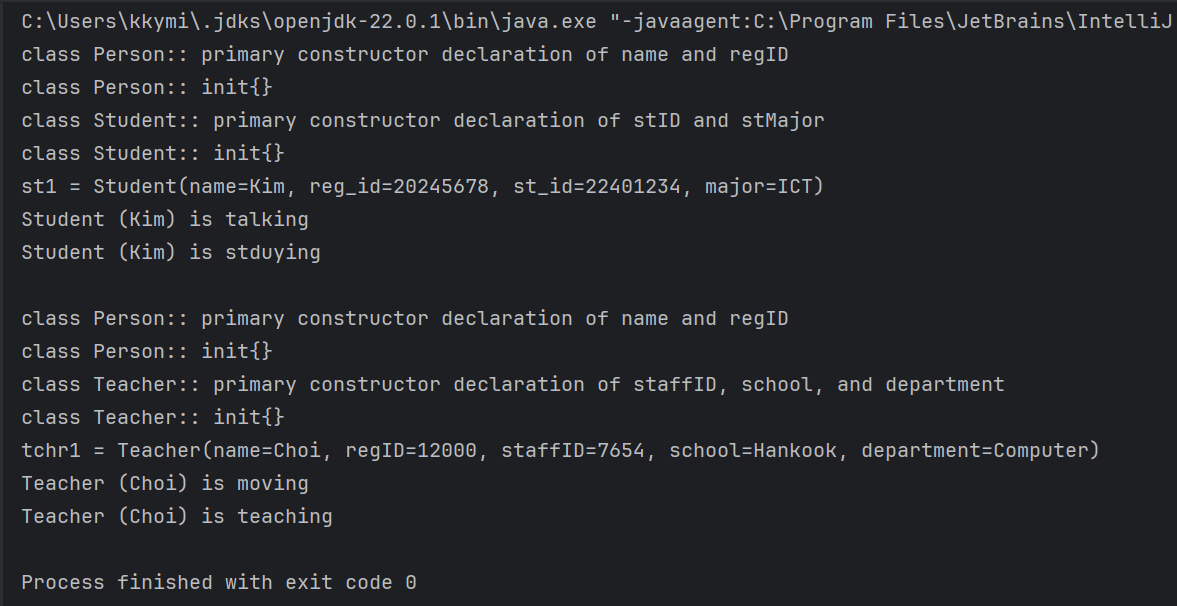 C:\Users\kkymi\.jdks\openjdk-22.0.1\bin\java.exe "-javaagent:C:\Program Files\JetBrains\IntelliJ
class Person:: primary constructor declaration of name and regID
class Person:: init{}
class Student:: primary constructor declaration of stID and stMajor
class Student:: init{}
st1 = Student(name=Kim, reg_id=20245678, st_id=22401234, major=ICT)
Student (Kim) is talking
Student (Kim) is stduying
class Person:: primary constructor declaration of name and regID
class Person:: init{}
class Teacher:: primary constructor declaration of staffID, school, and department
class Teacher:: init{}
tchr1 = Teacher(name=Choi, regID=12000, staffID=7654, school=Hankook, department=Computer)
Teacher (Choi) is moving
Teacher (Choi) is teaching
Process finished with exit code 0